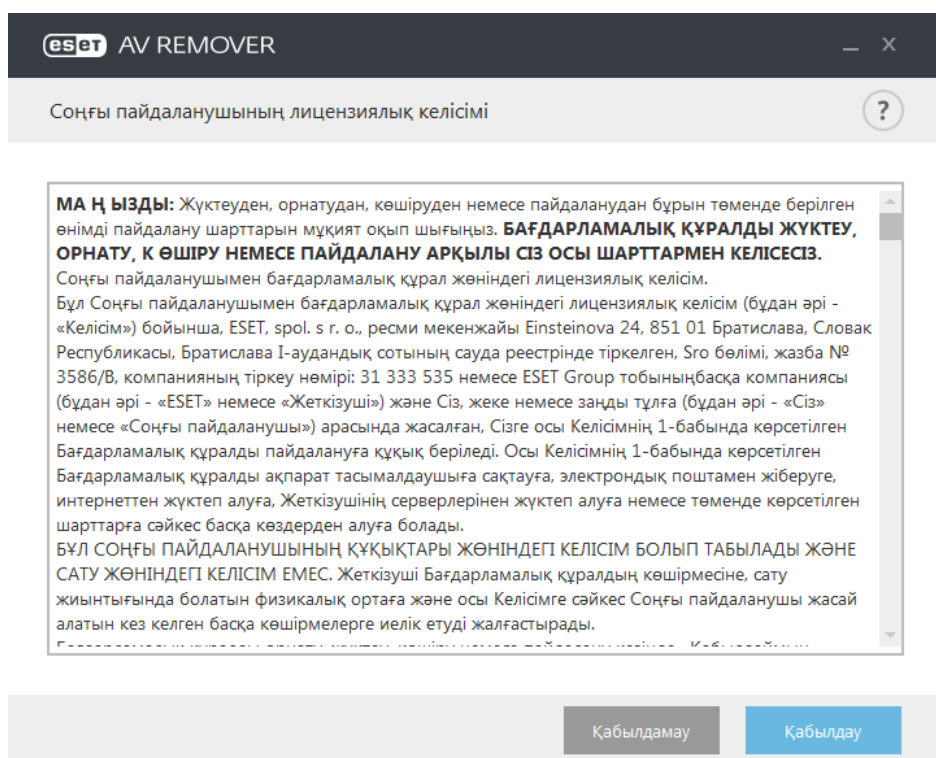 eseT AV REMOVER
Соңғы пайдаланушының лицензиялық келісімі
?
МА Ң ЫЗДЫ: Жүктеуден, орнатудан, көшіруден немесе пайдаланудан бұрын төменде берілген
өнімді пайдалану шарттарын мұқият оқып шығыңыз. БАҒДАРЛАМАЛЫҚ ҚҰРАЛДЫ ЖҮКТЕУ,
ОРНАТУ, К ӨШІРУ НЕМЕСЕ ПАЙДАЛАНУ АРҚЫЛЫ СІЗ ОСЫ ШАРТТАРМЕН КЕЛІСЕСІЗ.
Соңғы пайдаланушымен бағдарламалық құрал жөніндегі лицензиялық келісім.
Бұл Соңғы пайдаланушымен бағдарламалық құрал жөніндегі лицензиялық келісім (бұдан әрі -
«Келісім») бойынша, ESET, spol. s r. o., ресми мекенжайы Einsteinova 24, 851 01 Братислава, Словак
Республикасы, Братислава I-аудандық сотының сауда реестрінде тіркелген, Sro бөлімі, жазба №
3586/B, компанияның тіркеу нөмірі: 31 333 535 немесе ESET Group тобыныңбасқа компаниясы
(бұдан әрі - «ESET» немесе «Жеткізуші») және Сіз, жеке немесе заңды тұлға (бұдан әрі - «Сіз»
немесе «Соңғы пайдаланушы») арасында жасалған, Сізге осы Келісімнің 1-бабында көрсетілген
Бағдарламалық құралды пайдалануға құқық беріледі. Осы Келісімнің 1-бабында көрсетілген
Бағдарламалық құралды ақпарат тасымалдаушыға сақтауға, электрондық поштамен жіберуге,
интернеттен жүктеп алуға, Жеткізушінің серверлерінен жүктеп алуға немесе төменде көрсетілген
шарттарға сәйкес басқа көздерден алуға болады.
БҰЛ СОҢҒЫ ПАЙДАЛАНУШЫНЫҢ ҚҰҚЫҚТАРЫ ЖӨНІНДЕГІ КЕЛІСІМ БОЛЫП ТАБЫЛАДЫ ЖӘНЕ
САТУ ЖӨНІНДЕГІ КЕЛІСІМ ЕМЕС. Жеткізуші Бағдарламалық құралдың көшірмесіне, сату
жиынтығында болатын физикалық ортаға және осы Келісімге сәйкес Соңғы пайдаланушы жасай
алатын кез келген басқа көшірмелерге иелік етуді жалғастырады.
Қабылдамау
Қабылдау